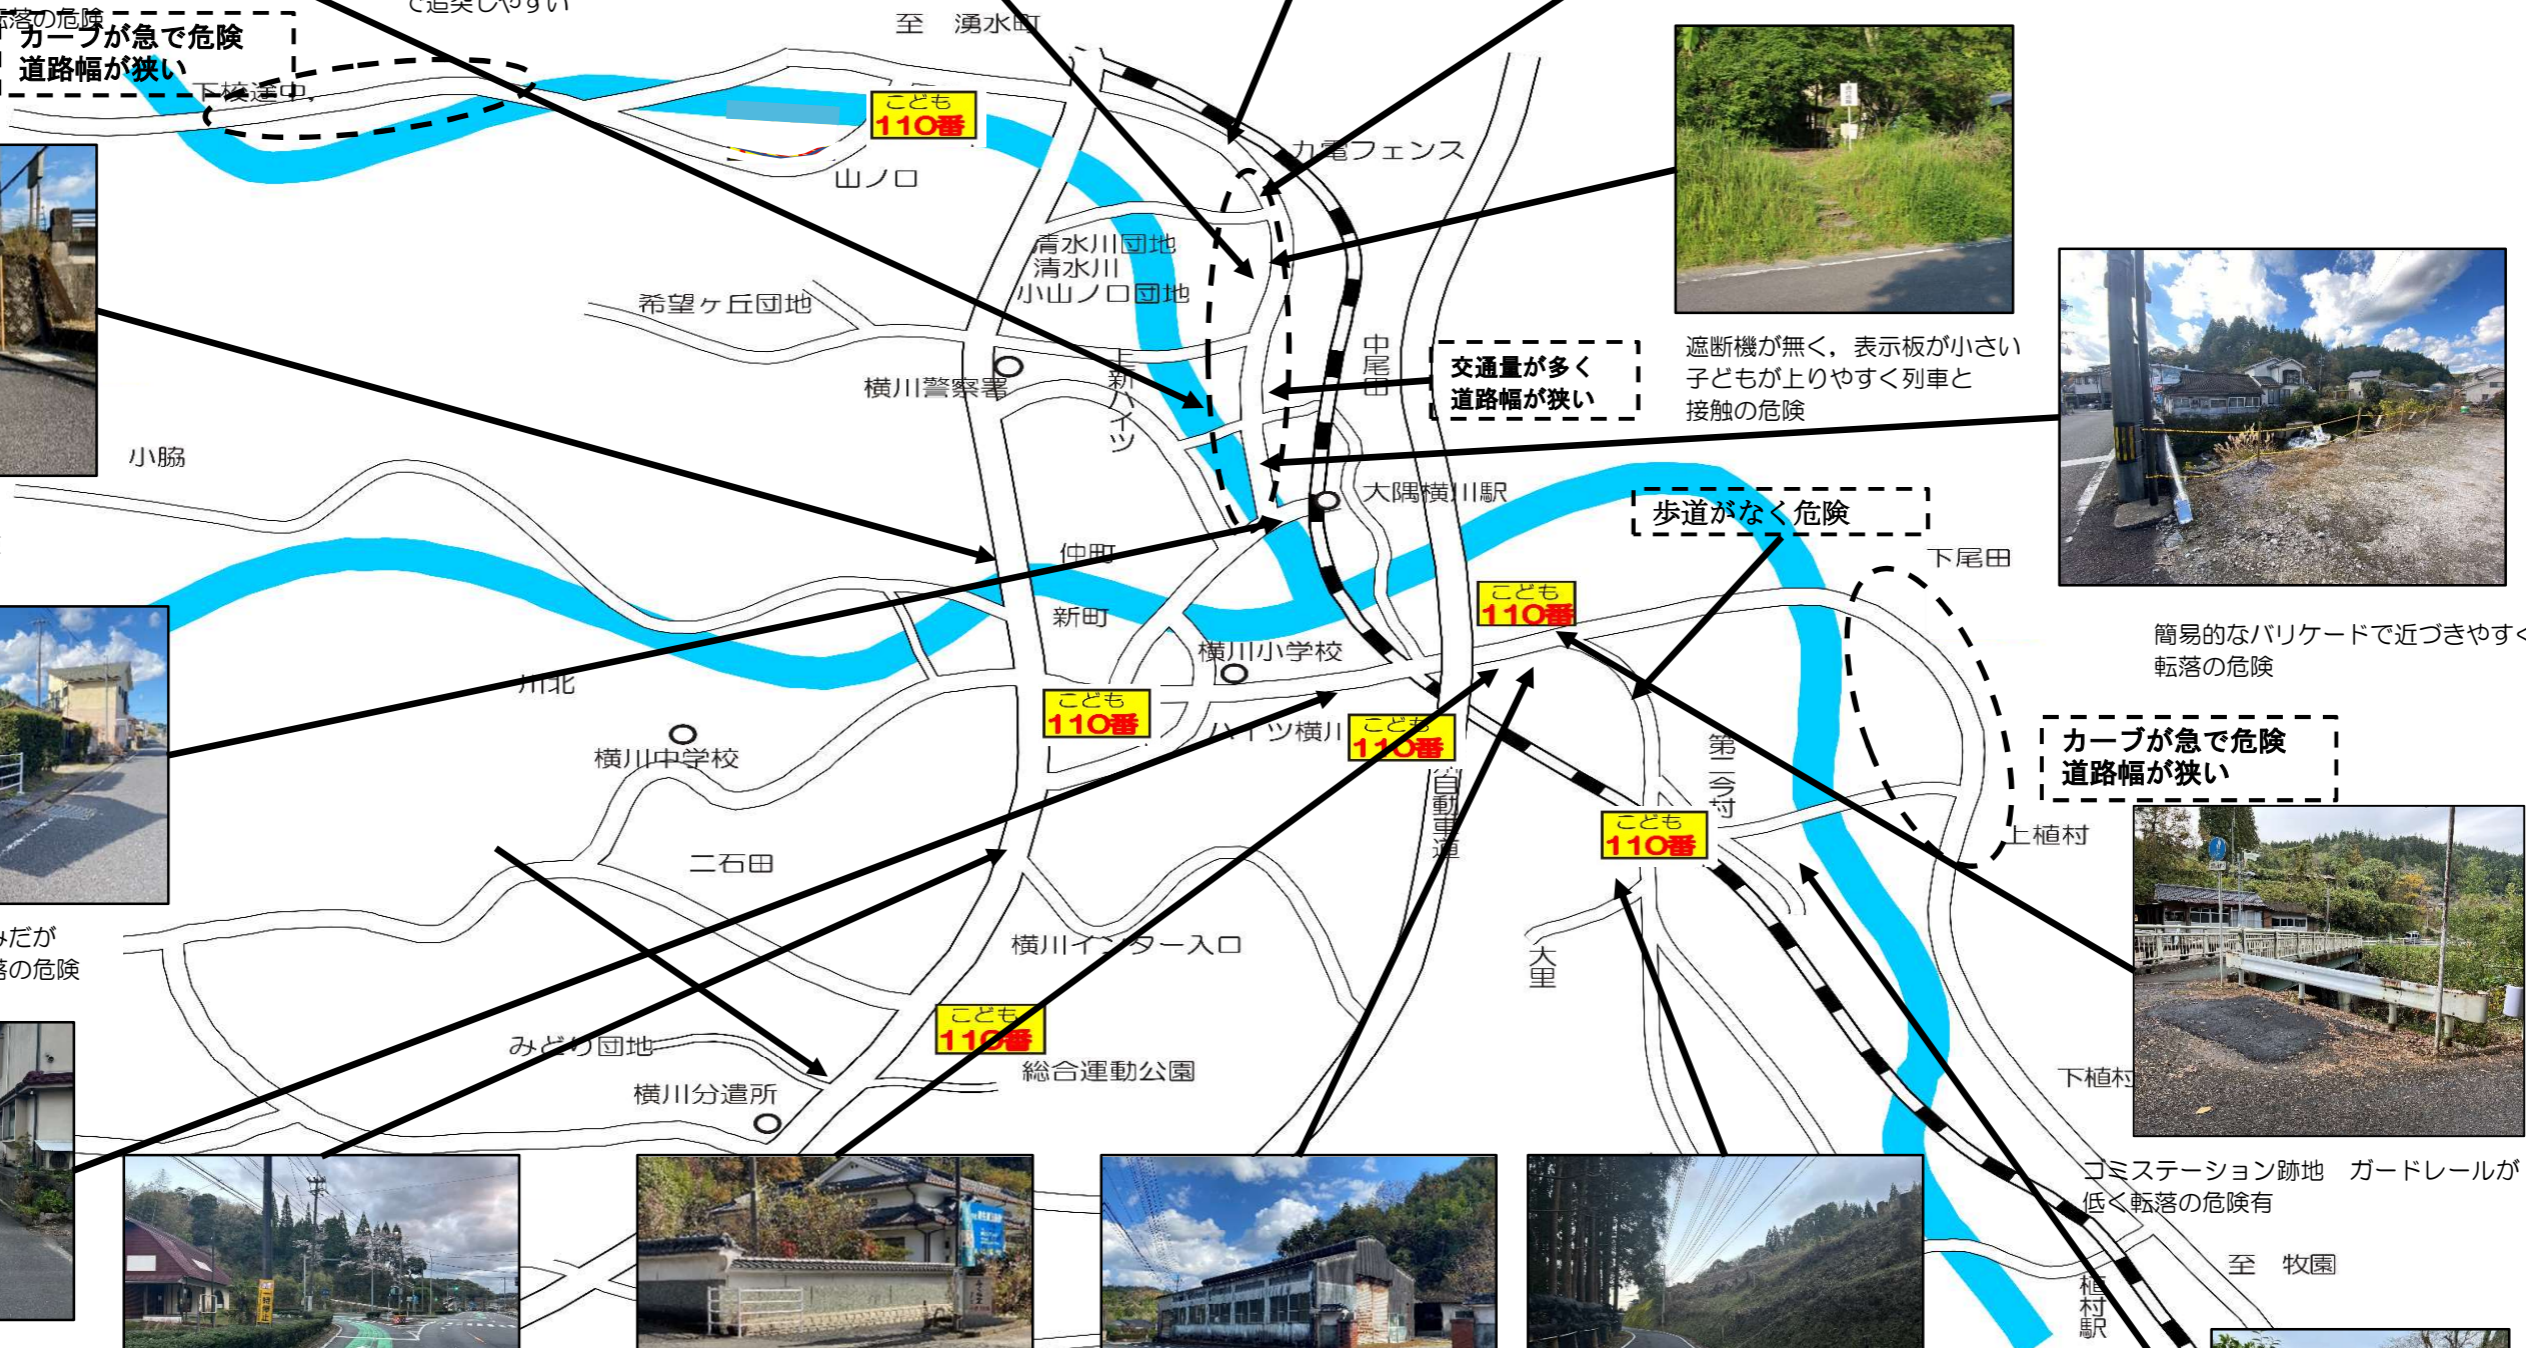 転落の危険
で追突しやすい
カーブが急で危険
道路幅が狭い
至 湧水町
こども
110番
山ノ口
九電フェンス
清水川団地
清水川
小山ノ口団地
希望ヶ丘団地
横川警察署
上新ハイツ
中尾田
交通量が多く
道路幅が狭い
遮断機が無く，表示板が小さい
子どもが上りやすく列車と
接触の危険
小脇
大隅横川駅
歩道がなく危険
仲町
新町
下尾田
こども
110番
簡易的なバリケードで近づきやすく
転落の危険
横川小学校
川北
こども
110番
ハイツ横川
こども
110番
横川中学校
第二今村
カーブが急で危険
道路幅が狭い
自動車道
こども
110番
上植村
二石田
みだが
落の危険
横川インター入口
大里
こども
110番
みどり団地
総合運動公園
横川分遣所
下植村
ゴミステーション跡地 ガードレールが
低く転落の危険有
至 牧園
植村駅